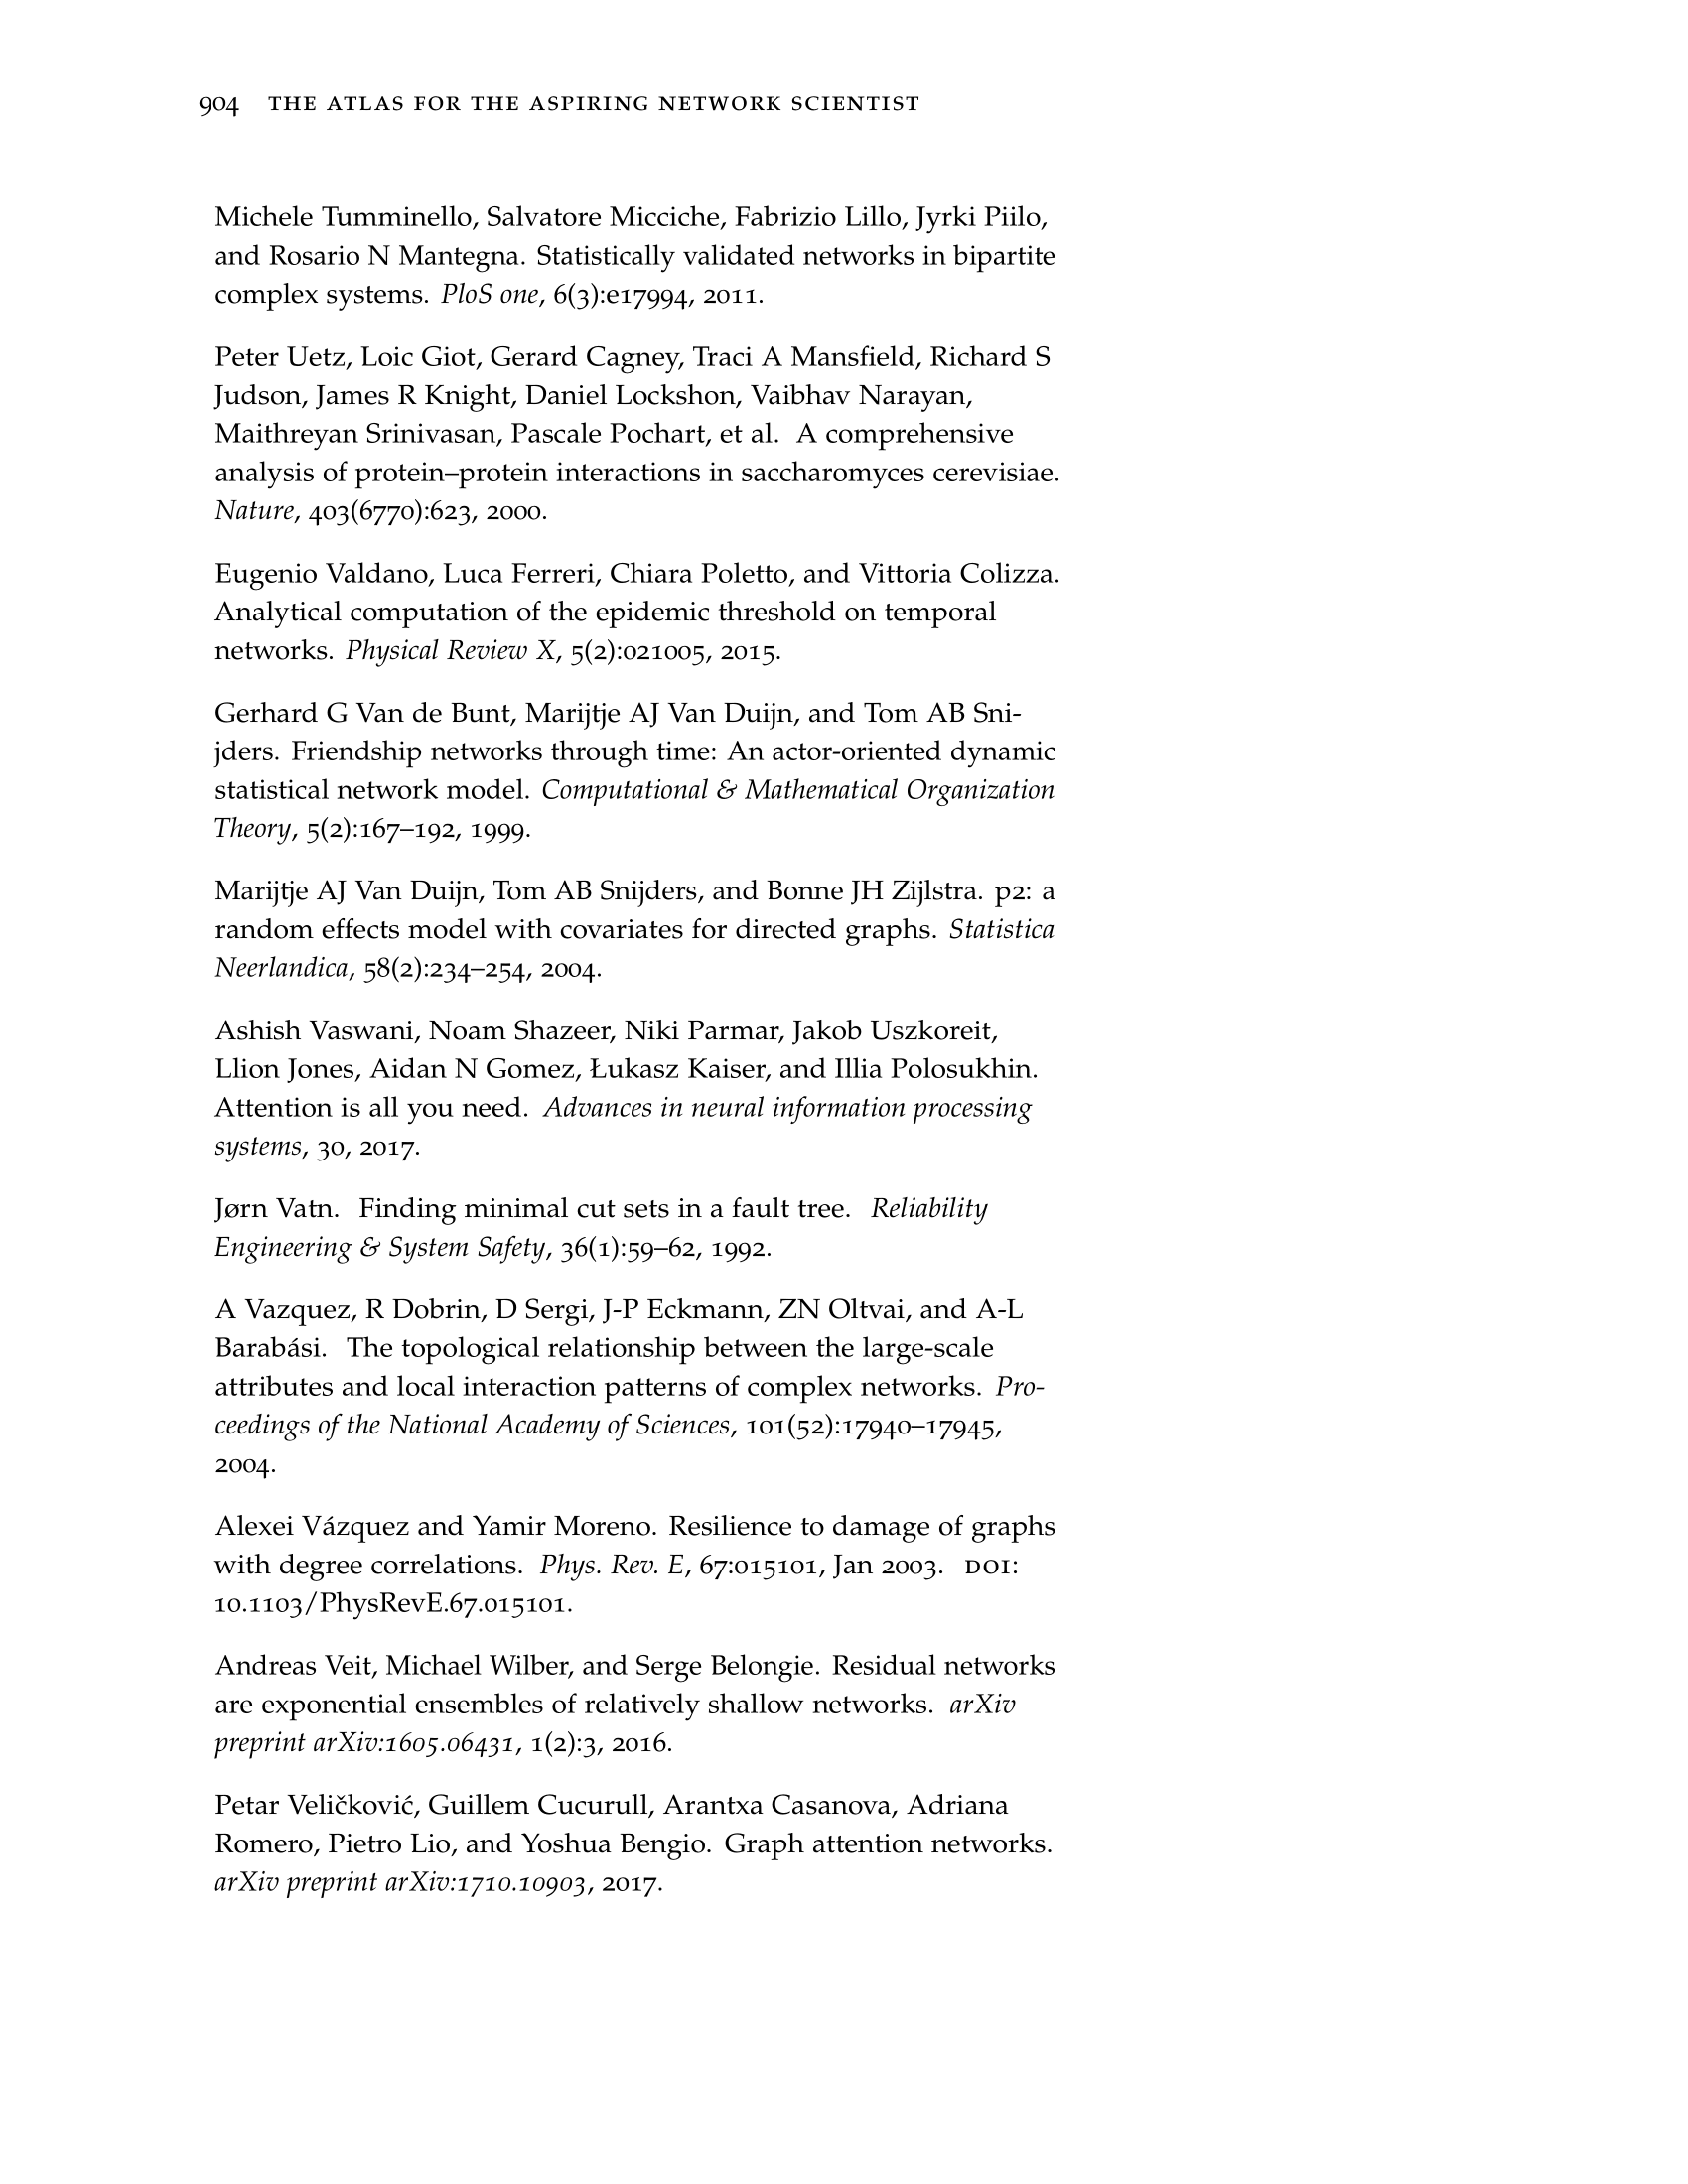 904 THE ATLAS FOR THE ASPIRING NETWORK SCIENTIST
Michele Tumminello, Salvatore Micciche, Fabrizio Lillo, Jyrki Piilo,
and Rosario N Mantegna. Statistically validated networks in bipartite
complex systems. PloS one, 6(3):e17994, 2011.
Peter Uetz, Loic Giot, Gerard Cagney, Traci A Mansfield, Richard S
Judson, James R Knight, Daniel Lockshon, Vaibhav Narayan,
Maithreyan Srinivasan, Pascale Pochart, et al. A comprehensive
analysis of protein–protein interactions in saccharomyces cerevisiae.
Nature, 403(6770):623, 2000.
Eugenio Valdano, Luca Ferreri, Chiara Poletto, and Vittoria Colizza.
Analytical computation of the epidemic threshold on temporal
networks. Physical Review X, 5(2):021005, 2015.
Gerhard G Van de Bunt, Marijtje AJ Van Duijn, and Tom AB Sni-
jders. Friendship networks through time: An actor-oriented dynamic
statistical network model. Computational & Mathematical Organization
Theory, 5(2):167–192, 1999.
Marijtje AJ Van Duijn, Tom AB Snijders, and Bonne JH Zijlstra. p2: a
random effects model with covariates for directed graphs. Statistica
Neerlandica, 58(2):234–254, 2004.
Ashish Vaswani, Noam Shazeer, Niki Parmar, Jakob Uszkoreit,
Llion Jones, Aidan N Gomez, Łukasz Kaiser, and Illia Polosukhin.
Attention is all you need. Advances in neural information processing
systems, 30, 2017.
Jørn Vatn. Finding minimal cut sets in a fault tree. Reliability
Engineering & System Safety, 36(1):59–62, 1992.
A Vazquez, R Dobrin, D Sergi, J-P Eckmann, ZN Oltvai, and A-L
Barabási. The topological relationship between the large-scale
attributes and local interaction patterns of complex networks. Pro-
ceedings of the National Academy of Sciences, 101(52):17940–17945,
2004.
Alexei Vázquez and Yamir Moreno. Resilience to damage of graphs
with degree correlations. Phys. Rev. E, 67:015101, Jan 2003. DOI:
10.1103/PhysRevE.67.015101.
Andreas Veit, Michael Wilber, and Serge Belongie. Residual networks
are exponential ensembles of relatively shallow networks. arXiv
preprint arXiv:1605.06431, 1(2):3, 2016.
Petar Veličković, Guillem Cucurull, Arantxa Casanova, Adriana
Romero, Pietro Lio, and Yoshua Bengio. Graph attention networks.
arXiv preprint arXiv:1710.10903, 2017.